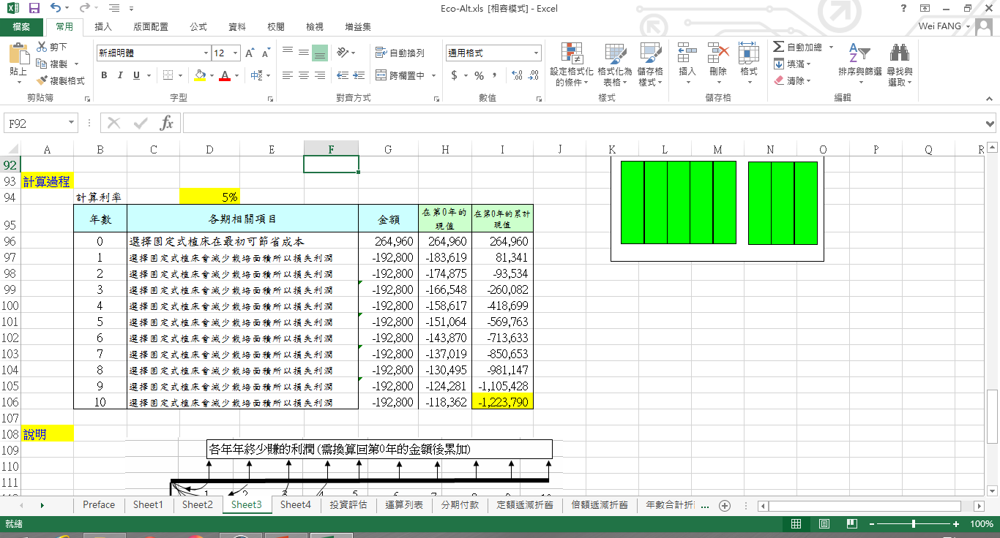 Eco-Alt.xls [相容模式] - Excel
檔案 常用 插入 版面配置 公式 資料 校閱 檢視 增益集 Wei FANG
貼上 剪下 複製 複製格式 剪貼簿
新細明體 12 B I U 字型
自動換列 跨欄置中 對齊方式
通用格式 $ % , 數值
設定格式化的條件 格式化為表格 儲存格樣式 樣式
插入 刪除 格式 儲存格
自動加總 填滿 清除 排序與篩選 尋找與選取 編輯
F92 fx
A B C D E F G H I J K L M N O P Q R
92
93 計算過程
94 計算利率 5%
95 年數 各期相關項目 金額 在第0年的現值 在第0年的累計現值
96 0 選擇固定式植床在最初可節省成本 264,960 264,960 264,960
97 1 選擇固定式植床會減少栽培面積所以損失利潤 -192,800 -183,619 81,341
98 2 選擇固定式植床會減少栽培面積所以損失利潤 -192,800 -174,875 -93,534
99 3 選擇固定式植床會減少栽培面積所以損失利潤 -192,800 -166,548 -260,082
100 4 選擇固定式植床會減少栽培面積所以損失利潤 -192,800 -158,617 -418,699
101 5 選擇固定式植床會減少栽培面積所以損失利潤 -192,800 -151,064 -569,763
102 6 選擇固定式植床會減少栽培面積所以損失利潤 -192,800 -143,870 -713,633
103 7 選擇固定式植床會減少栽培面積所以損失利潤 -192,800 -137,019 -850,653
104 8 選擇固定式植床會減少栽培面積所以損失利潤 -192,800 -130,495 -981,147
105 9 選擇固定式植床會減少栽培面積所以損失利潤 -192,800 -124,281 -1,105,428
106 10 選擇固定式植床會減少栽培面積所以損失利潤 -192,800 -118,362 -1,223,790
107
108 說明
109 各年年終少賺的利潤(需換算回第0年的金額後累加)
110
111
Preface Sheet1 Sheet2 Sheet3 Sheet4 投資評估 運算列表 分期付款 定額遞減折舊 倍額遞減折舊 年數合計折 ...
就緒 100%